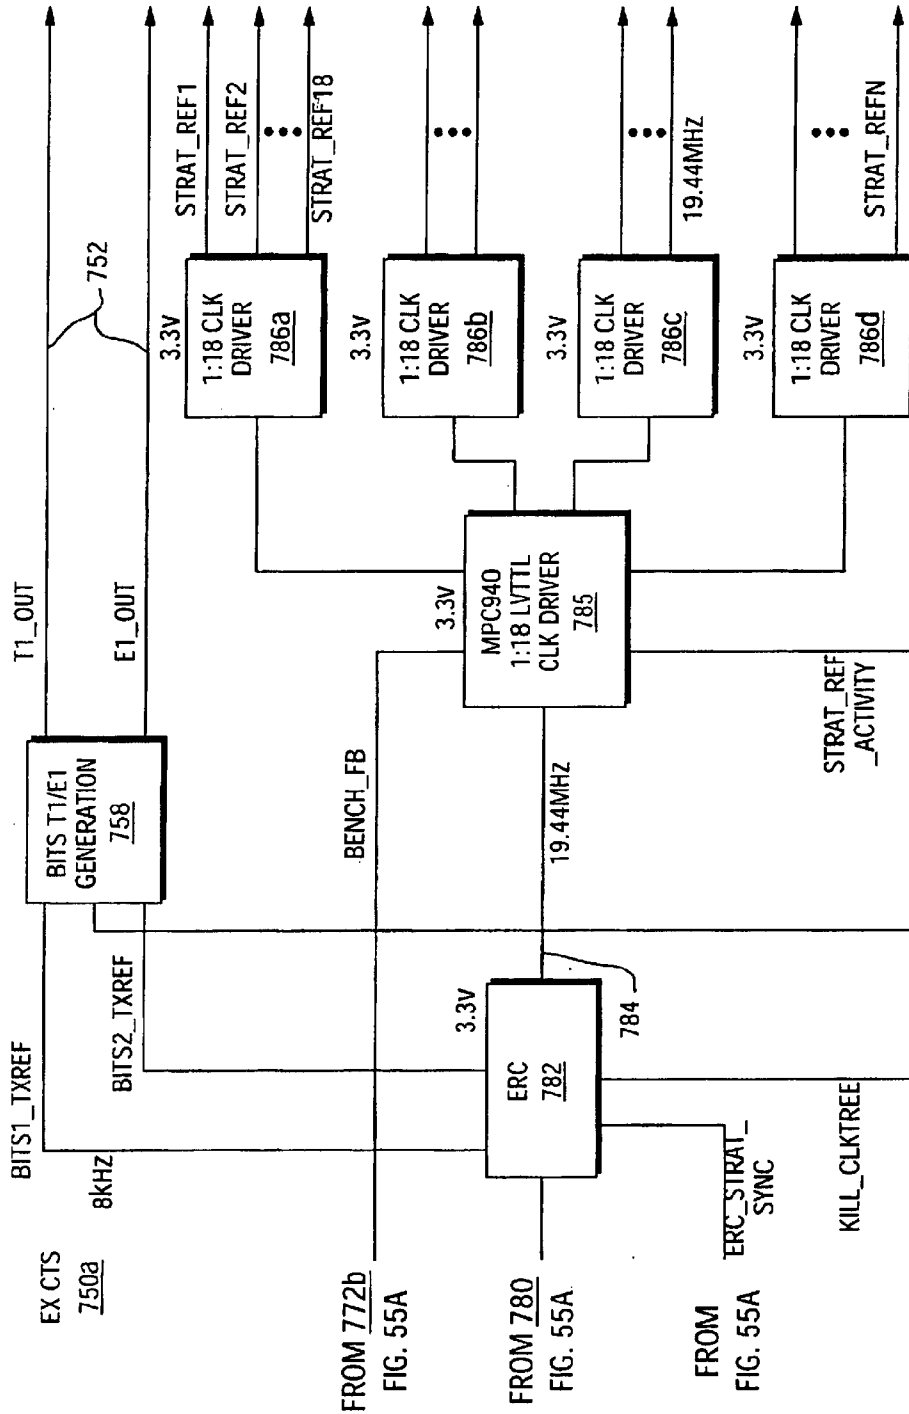 EX CTS
750a
BITS1_TXREF
8kHz
BITS2_TXREF
BITS T1/E1
GENERATION
758
T1_OUT
E1_OUT
752
FROM 772b
FIG. 55A
BENCH_FB
FROM 780
FIG. 55A
FROM
FIG. 55A
ERC_STRAT_
SYNC
3.3V
ERC
782
784
19.44MHZ
KILL_CLKTREE
3.3V
MPC940
1:18 LVTTL
CLK DRIVER
785
STRAT_REF
_ACTIVITY
3.3V
1:18 CLK
DRIVER
786a
STRAT_REF1
STRAT_REF2
STRAT_REF18
3.3V
1:18 CLK
DRIVER
786b
3.3V
1:18 CLK
DRIVER
786c
19.44MHZ
3.3V
1:18 CLK
DRIVER
786d
STRAT_REFN